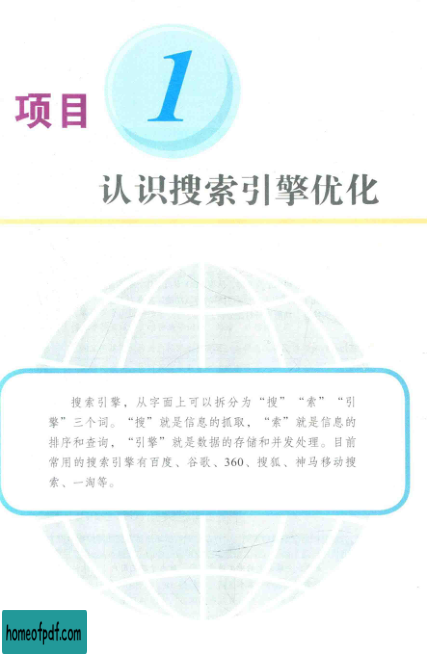 项目
1
认识搜索引擎优化
搜索引擎，从字面上可以拆分为“搜”“索”“引
擎”三个词。“搜”就是信息的抓取，“索”就是信息的
排序和查询，“引擎”就是数据的存储和并发处理。目前
常用的搜索引擎有百度、谷歌、360、搜狐、神马移动搜
索、一淘等。
homeofpdf.com